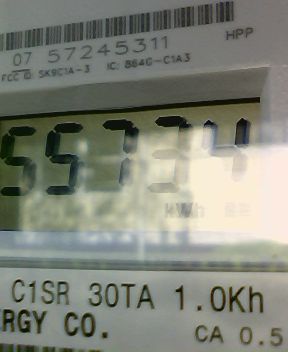 HPP
07 57245311
FCC ID SK9C1A-3 IC: 864G-C1A3
55734
kWh
C1SR 30TA 1.0Kh
RGY CO.
CA 0.5